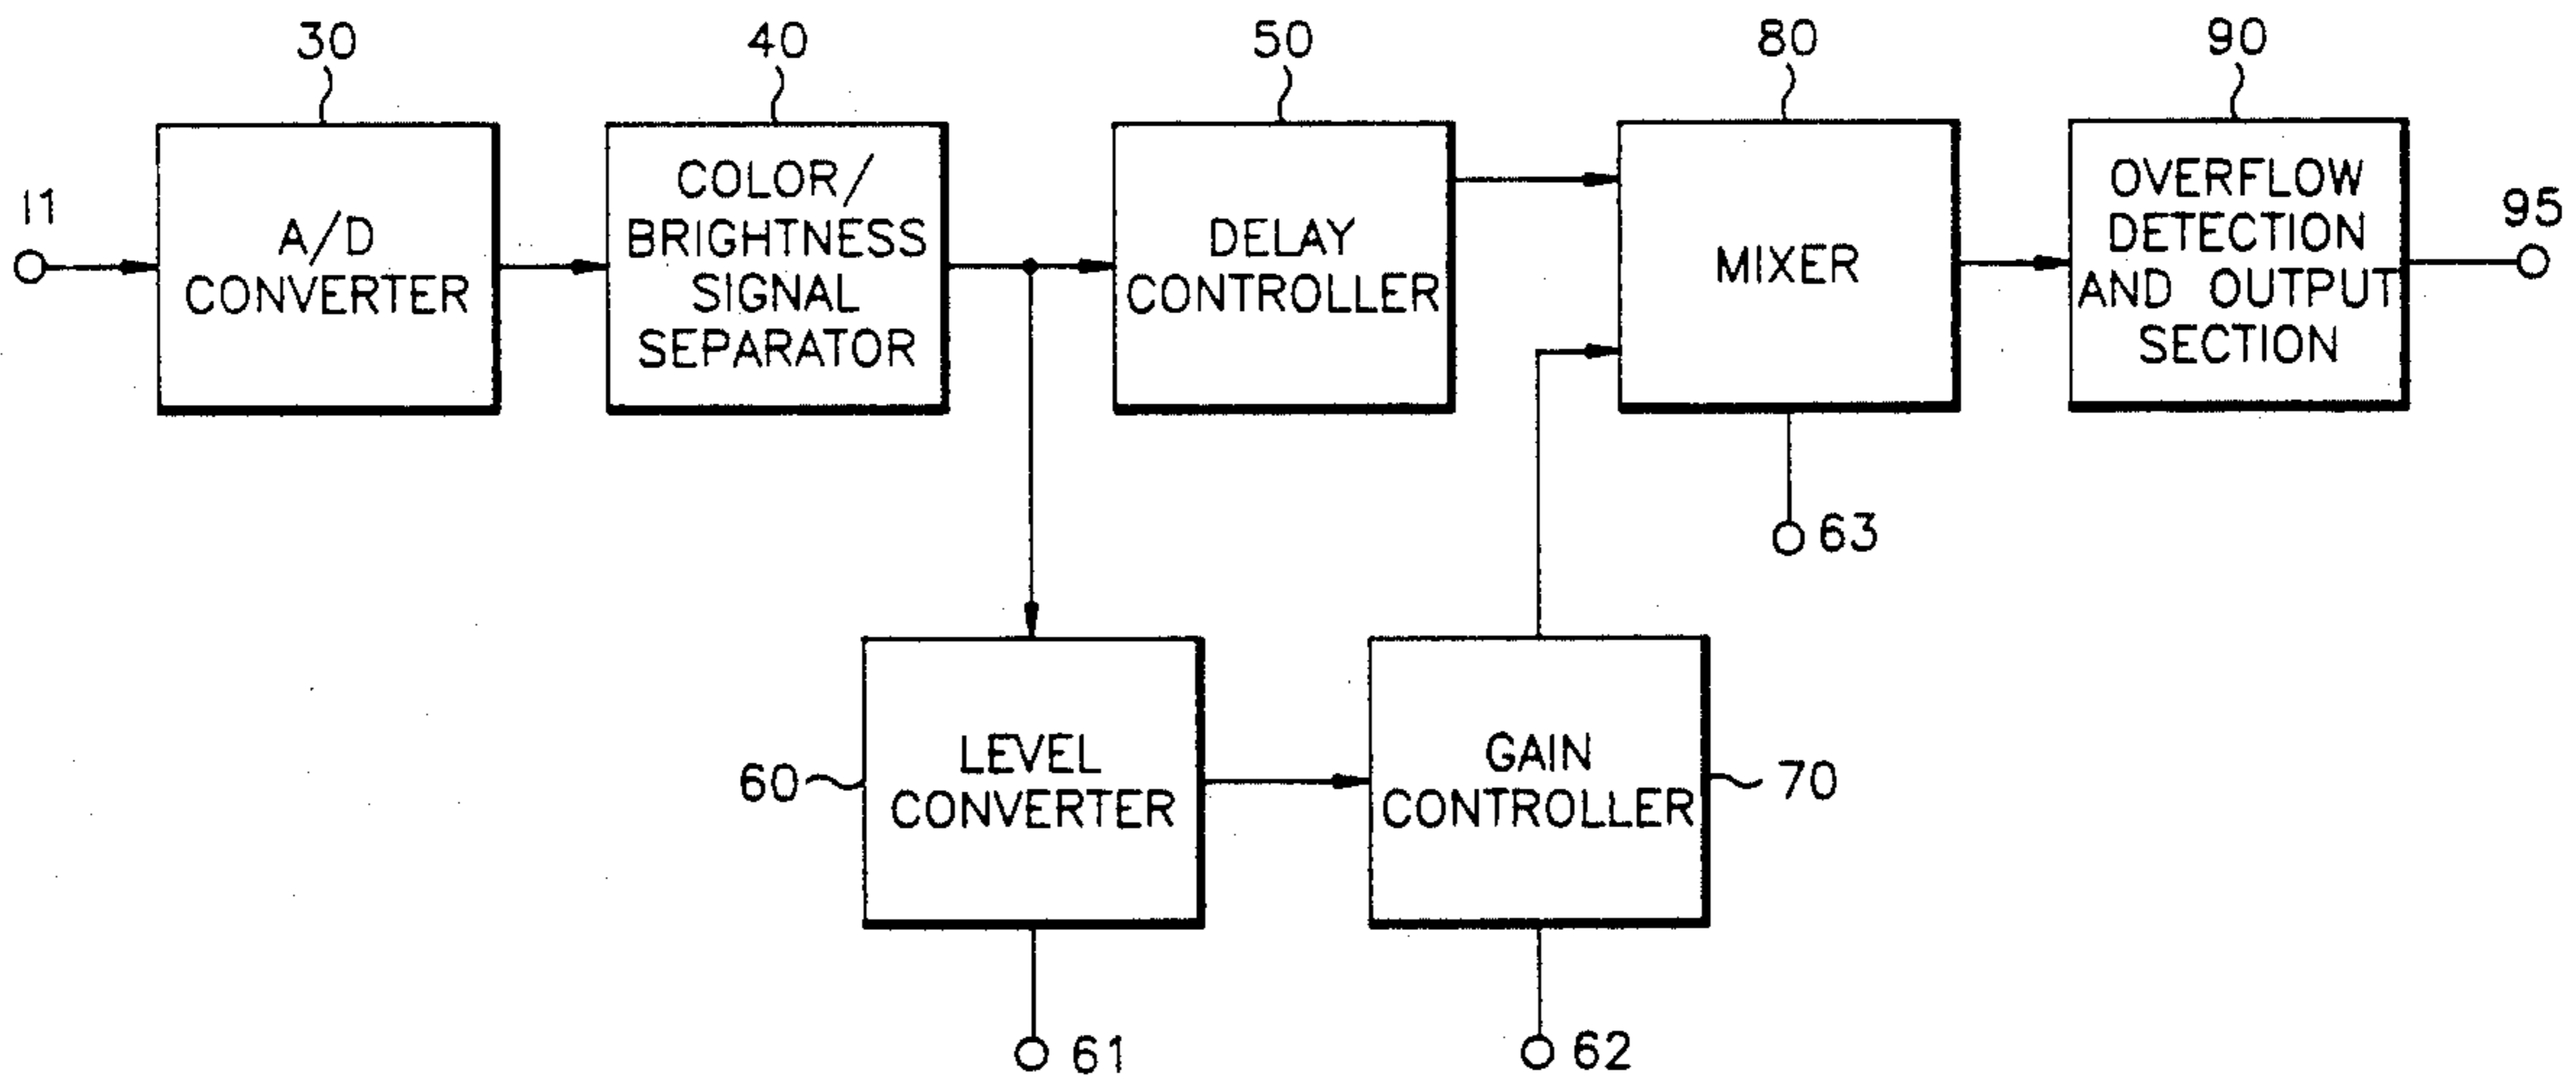 30
40
50
80
90
11
A/D
CONVERTER
COLOR/
BRIGHTNESS
SIGNAL
SEPARATOR
DELAY
CONTROLLER
MIXER
OVERFLOW
DETECTION
AND OUTPUT
SECTION
95
63
60
LEVEL
CONVERTER
GAIN
CONTROLLER
70
61
62